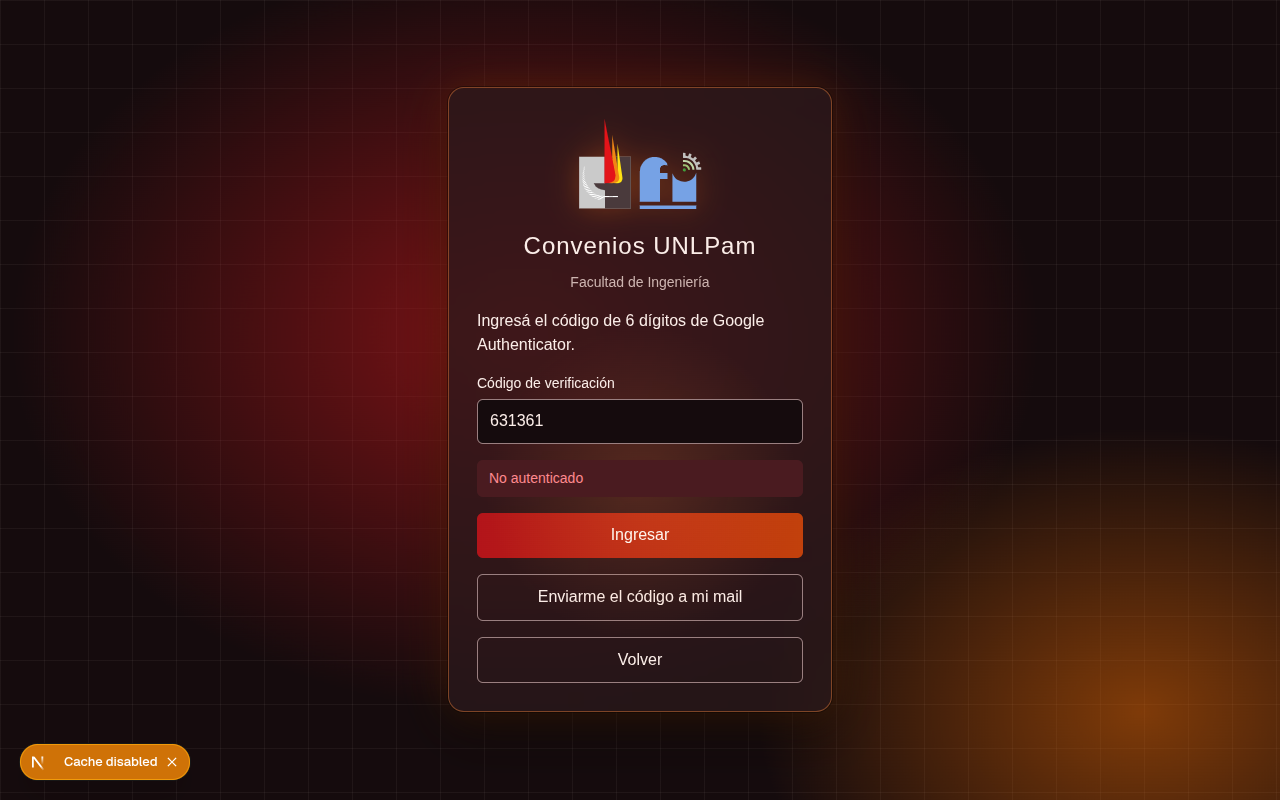 Convenios UNLPam
Facultad de Ingeniería
Ingresá el código de 6 dígitos de Google
Authenticator.
Código de verificación
631361
No autenticado
Ingresar
Enviarme el código a mi mail
Volver
Cache disabled